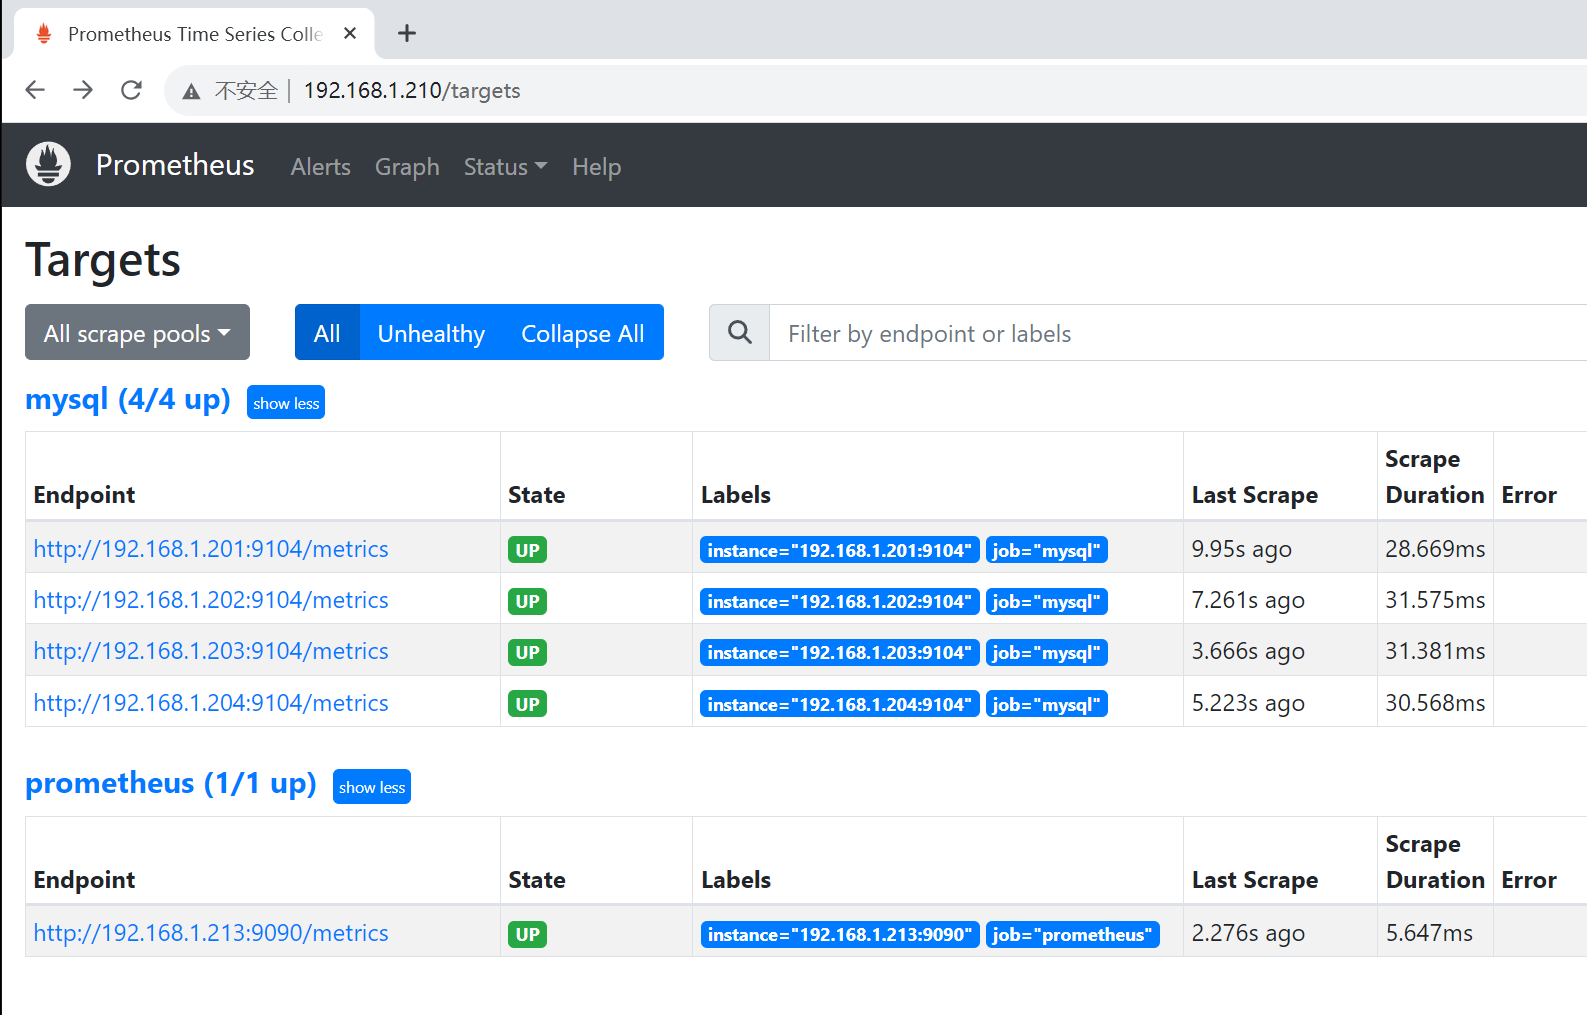 Prometheus Time Series Colle
不安全 192.168.1.210/targets
Prometheus Alerts Graph Status Help
Targets
All scrape pools All Unhealthy Collapse All Filter by endpoint or labels
mysql (4/4 up) show less
Endpoint State Labels Last Scrape Scrape Duration Error
http://192.168.1.201:9104/metrics UP instance="192.168.1.201:9104" job="mysql" 9.95s ago 28.669ms
http://192.168.1.202:9104/metrics UP instance="192.168.1.202:9104" job="mysql" 7.261s ago 31.575ms
http://192.168.1.203:9104/metrics UP instance="192.168.1.203:9104" job="mysql" 3.666s ago 31.381ms
http://192.168.1.204:9104/metrics UP instance="192.168.1.204:9104" job="mysql" 5.223s ago 30.568ms
prometheus (1/1 up) show less
Endpoint State Labels Last Scrape Scrape Duration Error
http://192.168.1.213:9090/metrics UP instance="192.168.1.213:9090" job="prometheus" 2.276s ago 5.647ms